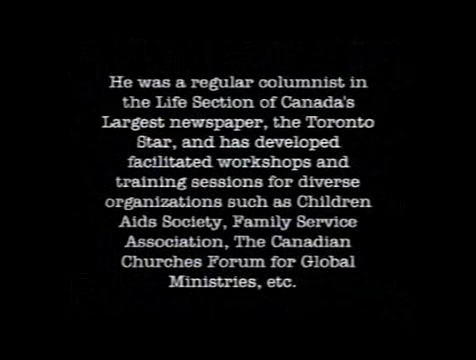 He was a regular columnist in
the Life Section of Canada's
Largest newspaper, the Toronto
Star, and has developed
facilitated workshops and
training sessions for diverse
organizations such as Children
Aids Society, Family Service
Association, The Canadian
Churches Forum for Global
Ministries, etc.